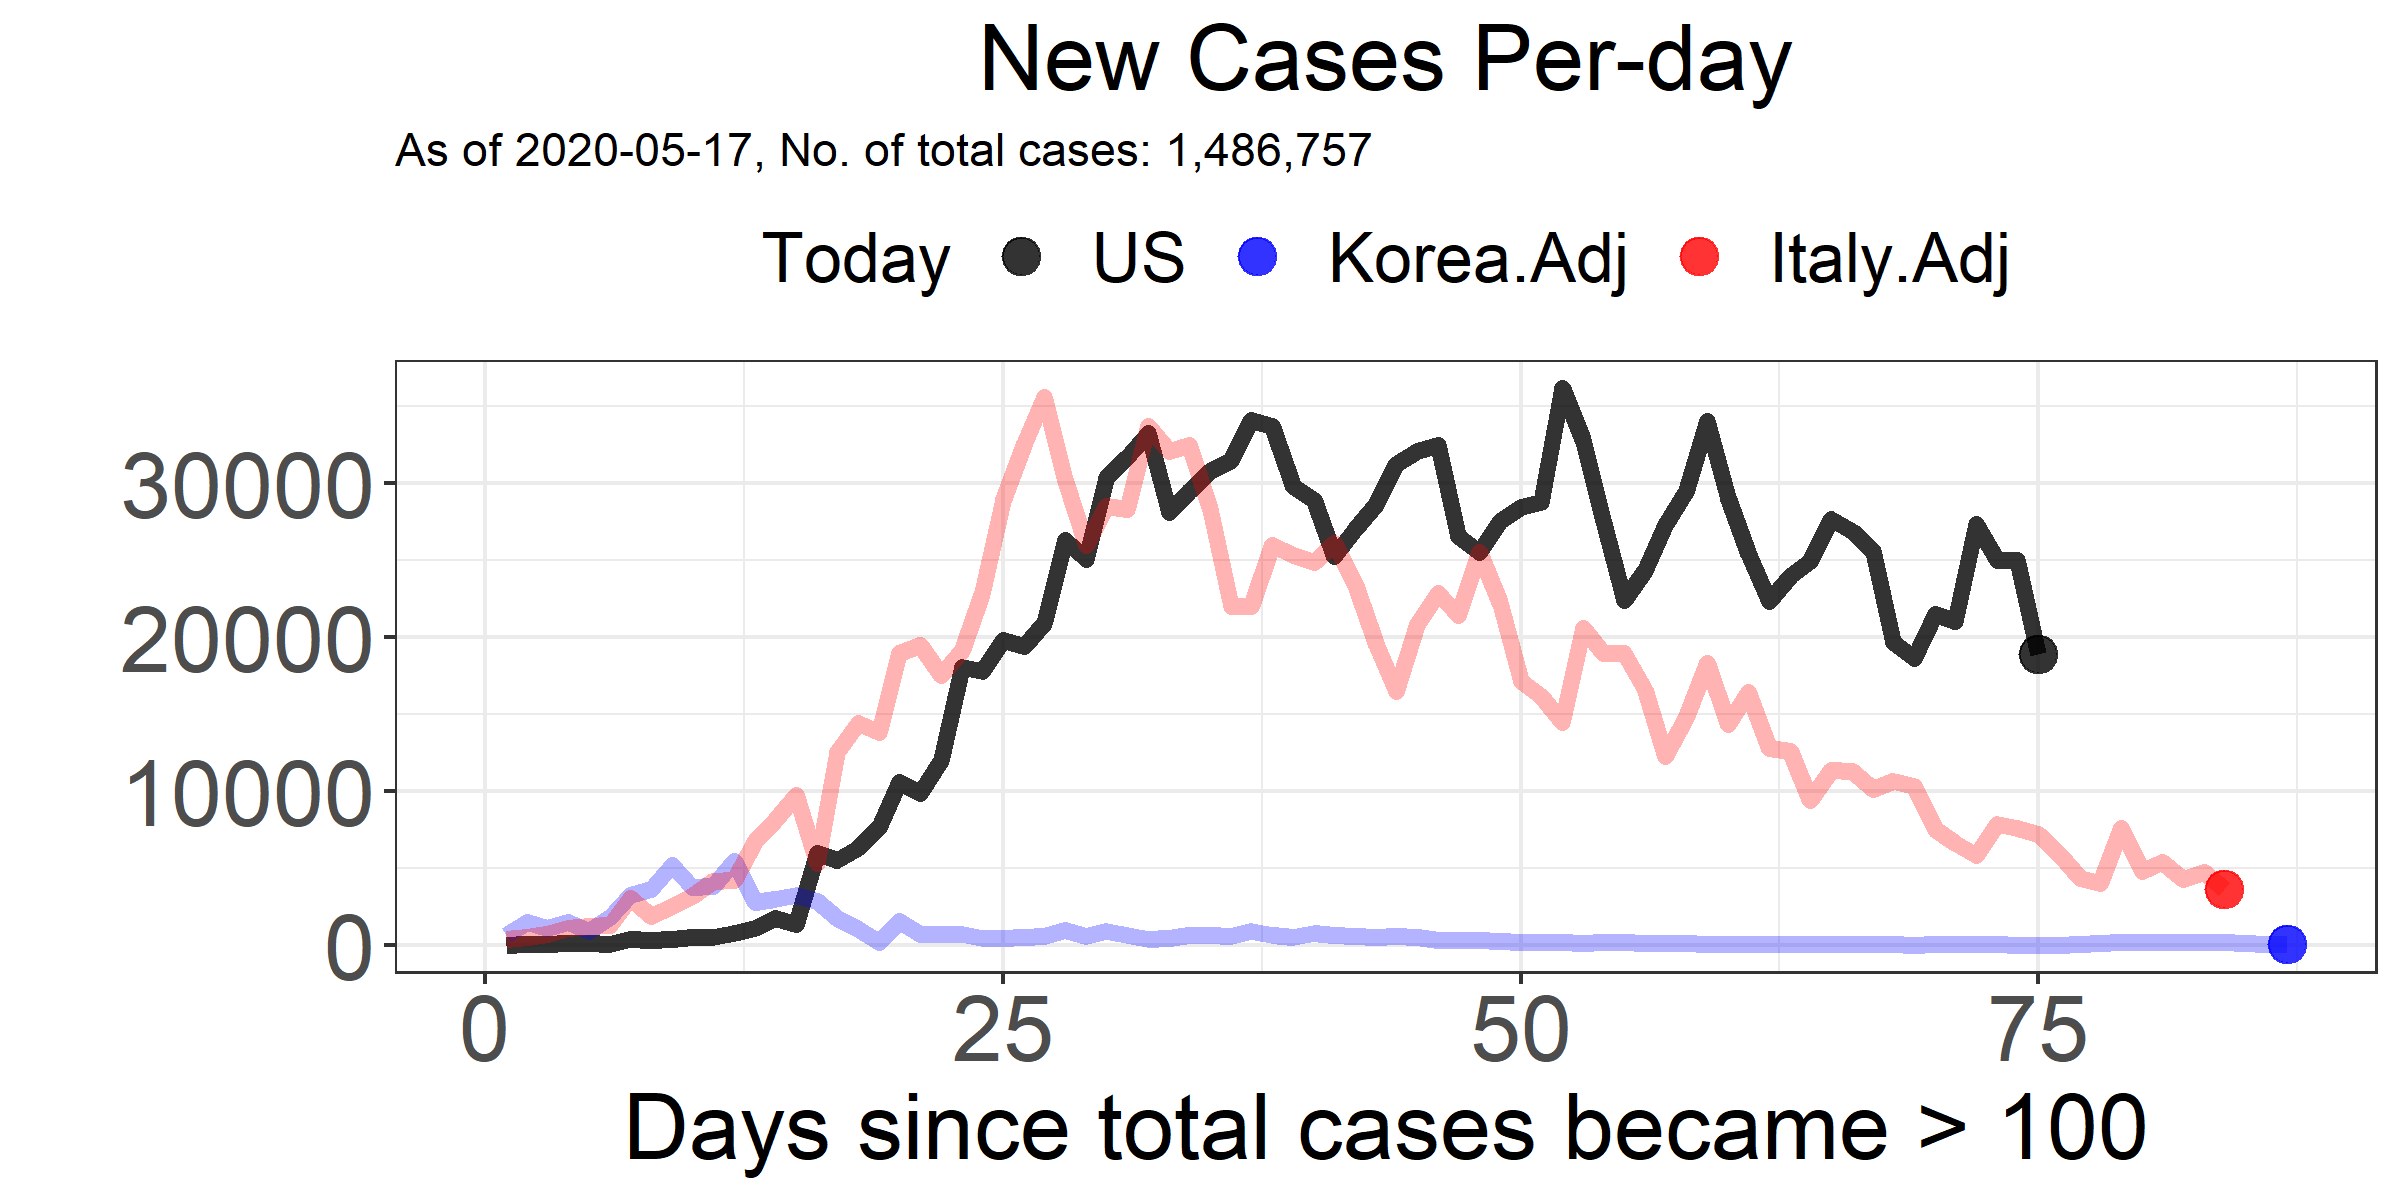 New Cases Per-day
As of 2020-05-17, No. of total cases: 1,486,757
Today US Korea.Adj Italy.Adj
30000
20000
10000
0
0 25 50 75
Days since total cases became > 100